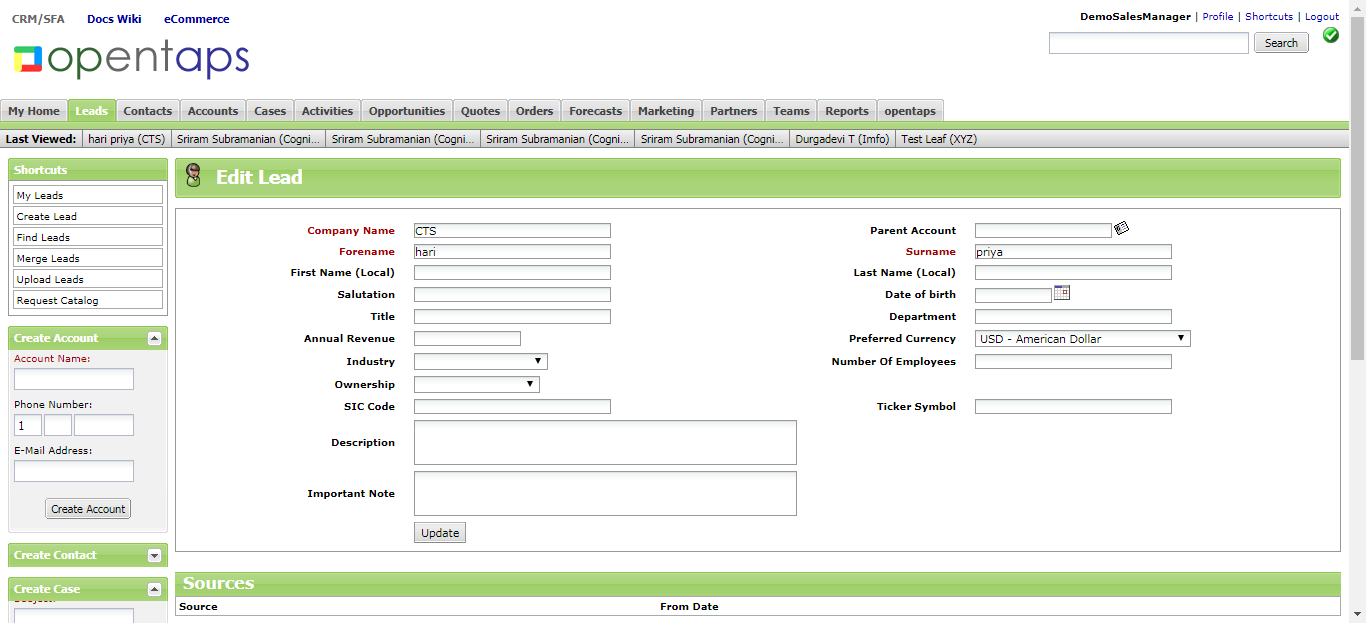 CRM/SFA Docs Wiki eCommerce
DemoSalesManager | Profile | Shortcuts | Logout
opentaps
Search
My Home Leads Contacts Accounts Cases Activities Opportunities Quotes Orders Forecasts Marketing Partners Teams Reports opentaps
Last Viewed: hari priya (CTS) Sriram Subramanian (Cogni... Sriram Subramanian (Cogni... Sriram Subramanian (Cogni... Sriram Subramanian (Cogni... Durgadevi T (Imfo) Test Leaf (XYZ)
Shortcuts
My Leads
Create Lead
Find Leads
Merge Leads
Upload Leads
Request Catalog
Create Account
Account Name:
Phone Number:
1
E-Mail Address:
Create Account
Create Contact
Create Case
Edit Lead
Company Name CTS Parent Account
Forename hari Surname priya
First Name (Local) Last Name (Local)
Salutation Date of birth
Title Department
Annual Revenue Preferred Currency USD - American Dollar
Industry Number Of Employees
Ownership
SIC Code Ticker Symbol
Description
Important Note
Update
Sources
Source From Date